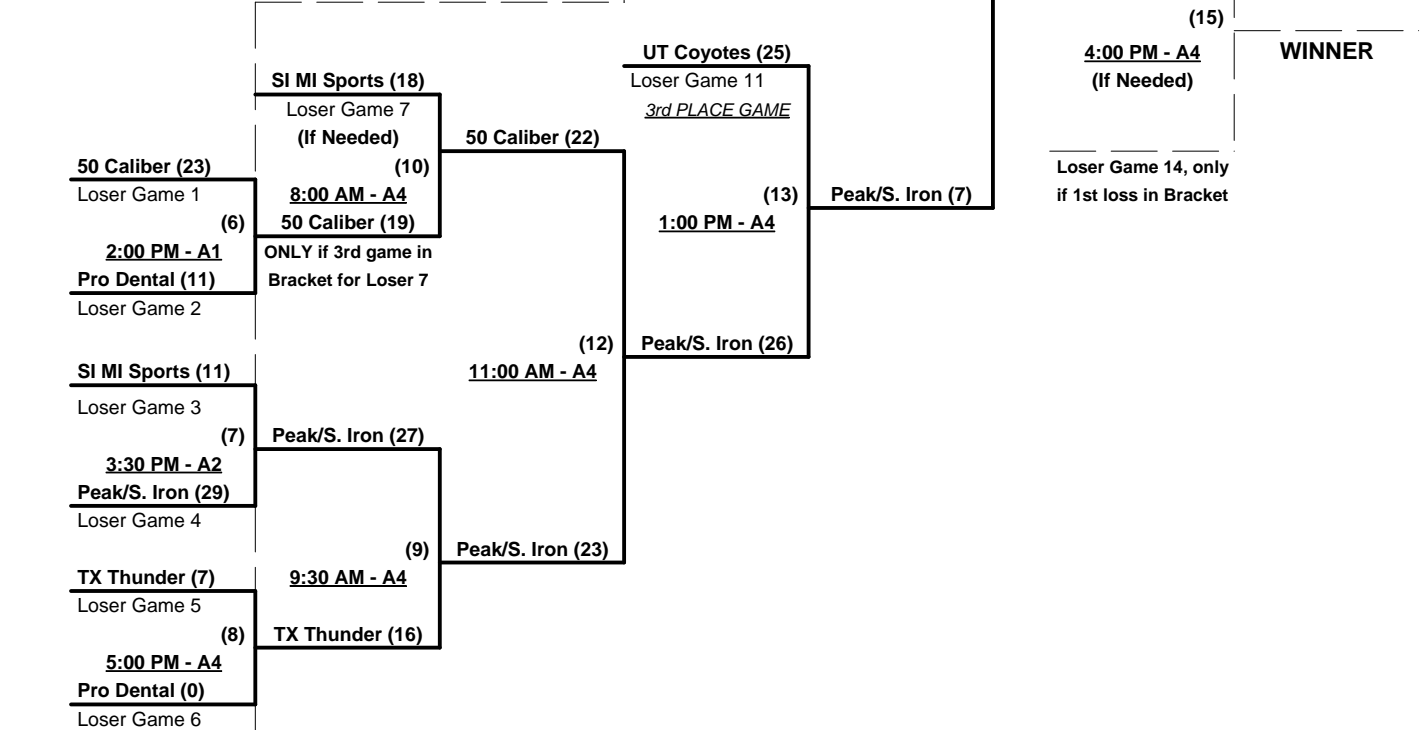 (15)
UT Coyotes (25)
4:00 PM - A4
WINNER
SI MI Sports (18)
Loser Game 11
(If Needed)
Loser Game 7
3rd PLACE GAME
(If Needed)
50 Caliber (22)
50 Caliber (23)
(10)
Loser Game 14, only
Loser Game 1
8:00 AM - A4
(13)
Peak/S. Iron (7)
if 1st loss in Bracket
(6)
50 Caliber (19)
1:00 PM - A4
2:00 PM - A1
ONLY if 3rd game in
Pro Dental (11)
Bracket for Loser 7
Loser Game 2
(12)
Peak/S. Iron (26)
SI MI Sports (11)
11:00 AM - A4
Loser Game 3
(7)
Peak/S. Iron (27)
3:30 PM - A2
Peak/S. Iron (29)
Loser Game 4
(9)
Peak/S. Iron (23)
TX Thunder (7)
9:30 AM - A4
Loser Game 5
(8)
TX Thunder (16)
5:00 PM - A4
Pro Dental (0)
Loser Game 6